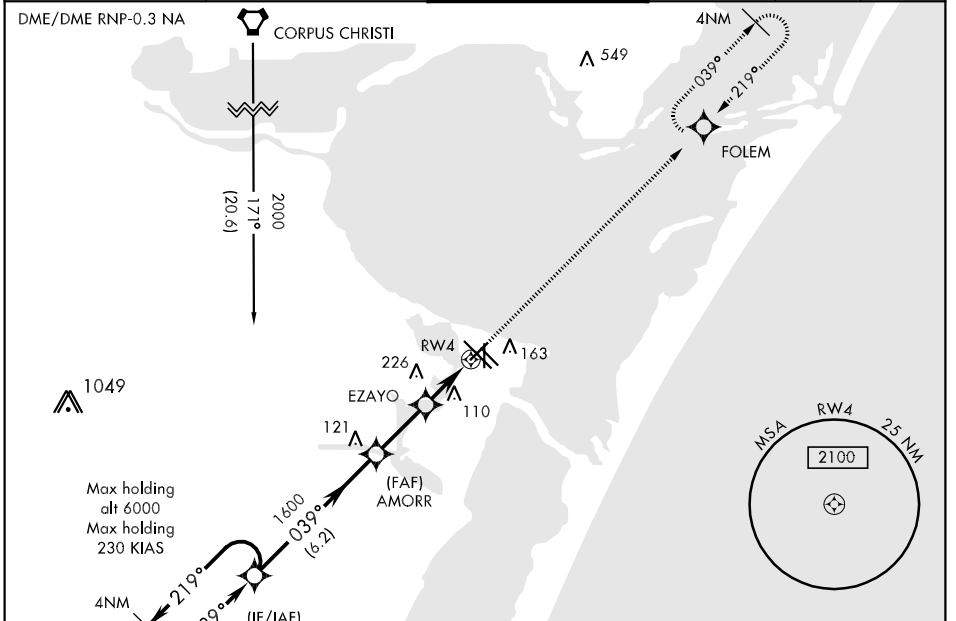 DME/DME RNP-0.3 NA
CORPUS CHRISTI
4NM
549
039°
219°
FOLEM
2000
171°
(20.6)
RW4
163
226
EZAYO
110
1049
121
(FAF)
AMORR
MSA RW4 25 NM
2100
Max holding
alt 6000
Max holding
230 KIAS
1600
039°
(6.2)
219°
4NM
(IF/IAF)